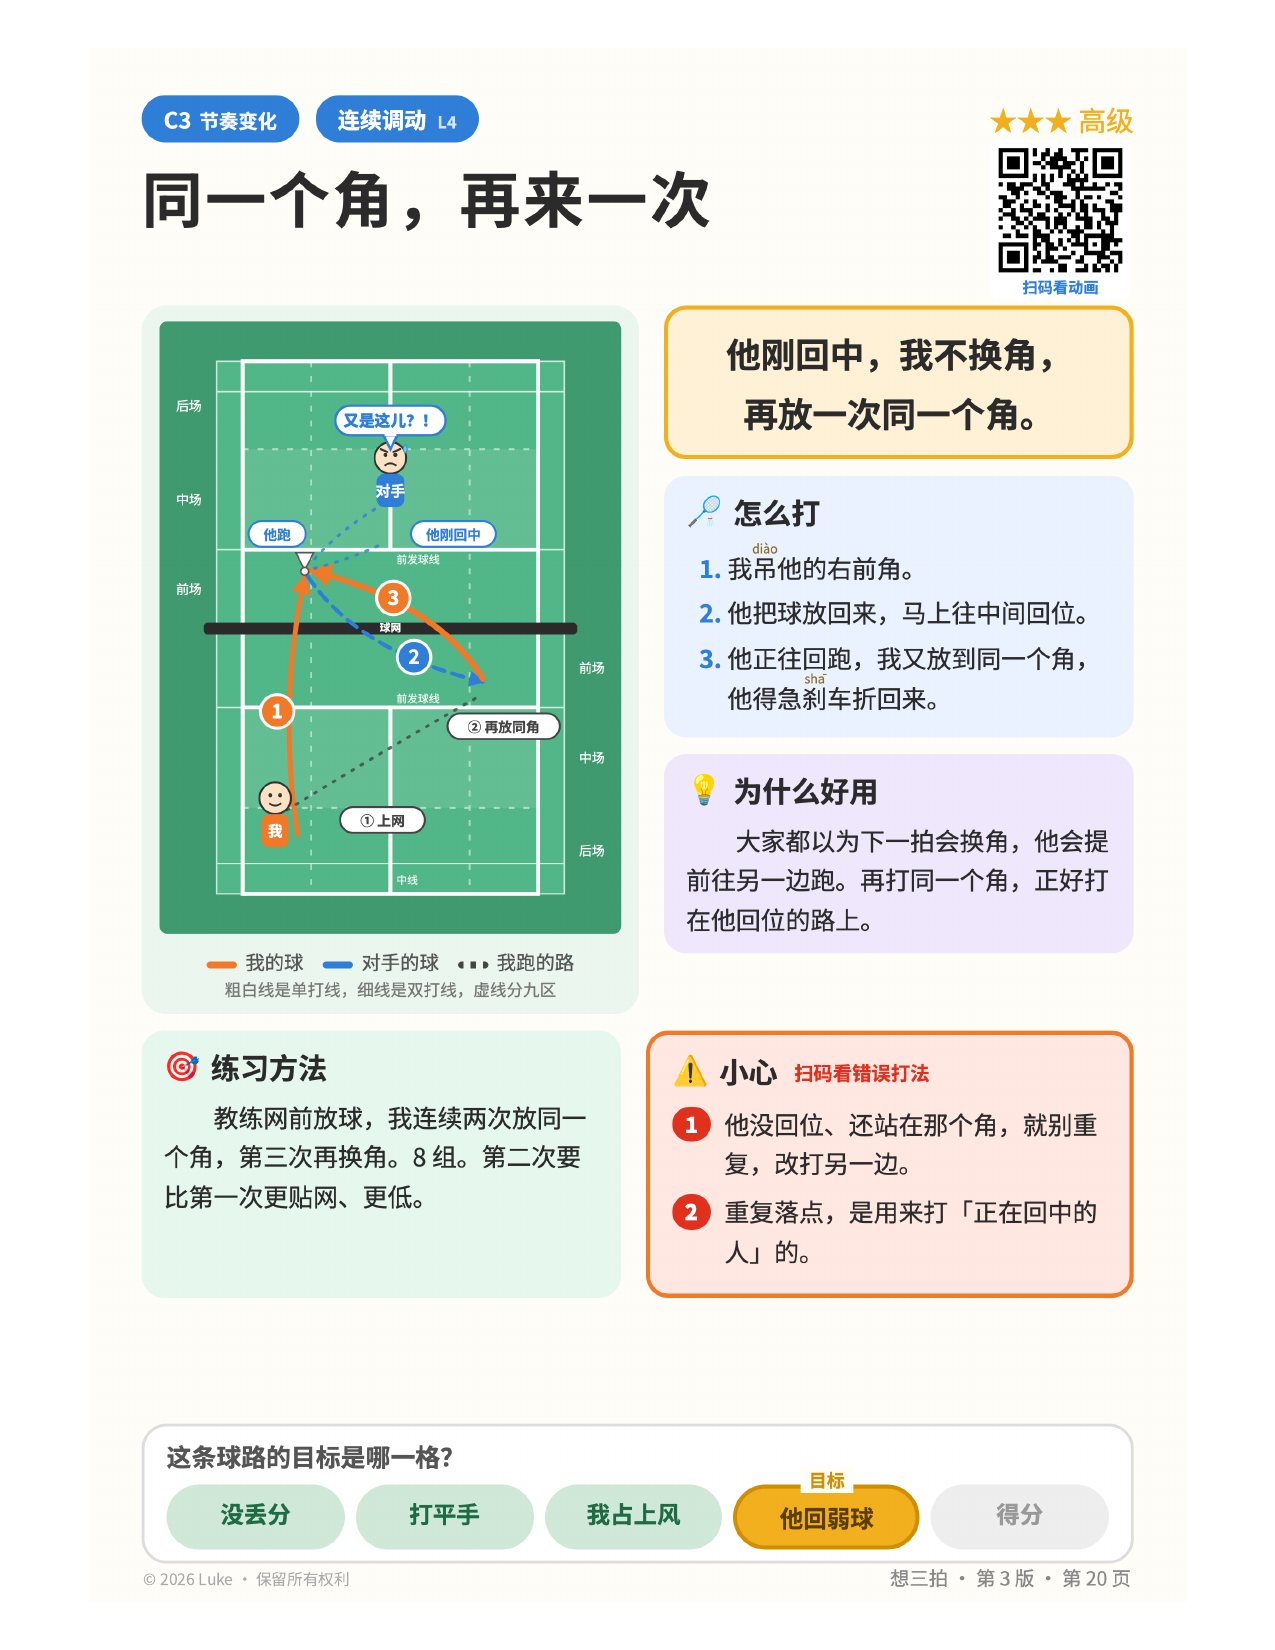 C3 节奏变化
连续调动 L4
★★★ 高级
同一个角，再来一次
扫码看动画
后场
中场
前场
又是这儿？！
对手
他跑
他刚回中
前发球线
3
球网
2
前场
前发球线
1
② 再放同角
中场
我
① 上网
后场
中线
我的球 对手的球 我跑的路
粗白线是单打线，细线是双打线，虚线分九区
他刚回中，我不换角，
再放一次同一个角。
怎么打
diào
1. 我吊他的右前角。
2. 他把球放回来，马上往中间回位。
3. 他正往回跑，我又放到同一个角，
shā
他得急刹车折回来。
为什么好用
大家都以为下一拍会换角，他会提
前往另一边跑。再打同一个角，正好打
在他回位的路上。
练习方法
教练网前放球，我连续两次放同一
个角，第三次再换角。8 组。第二次要
比第一次更贴网、更低。
小心 扫码看错误打法
1 他没回位、还站在那个角，就别重
复，改打另一边。
2 重复落点，是用来打「正在回中的
人」的。
这条球路的目标是哪一格？
目标
没丢分 打平手 我占上风 他回弱球 得分
© 2026 Luke · 保留所有权利
想三拍 · 第 3 版 · 第 20 页